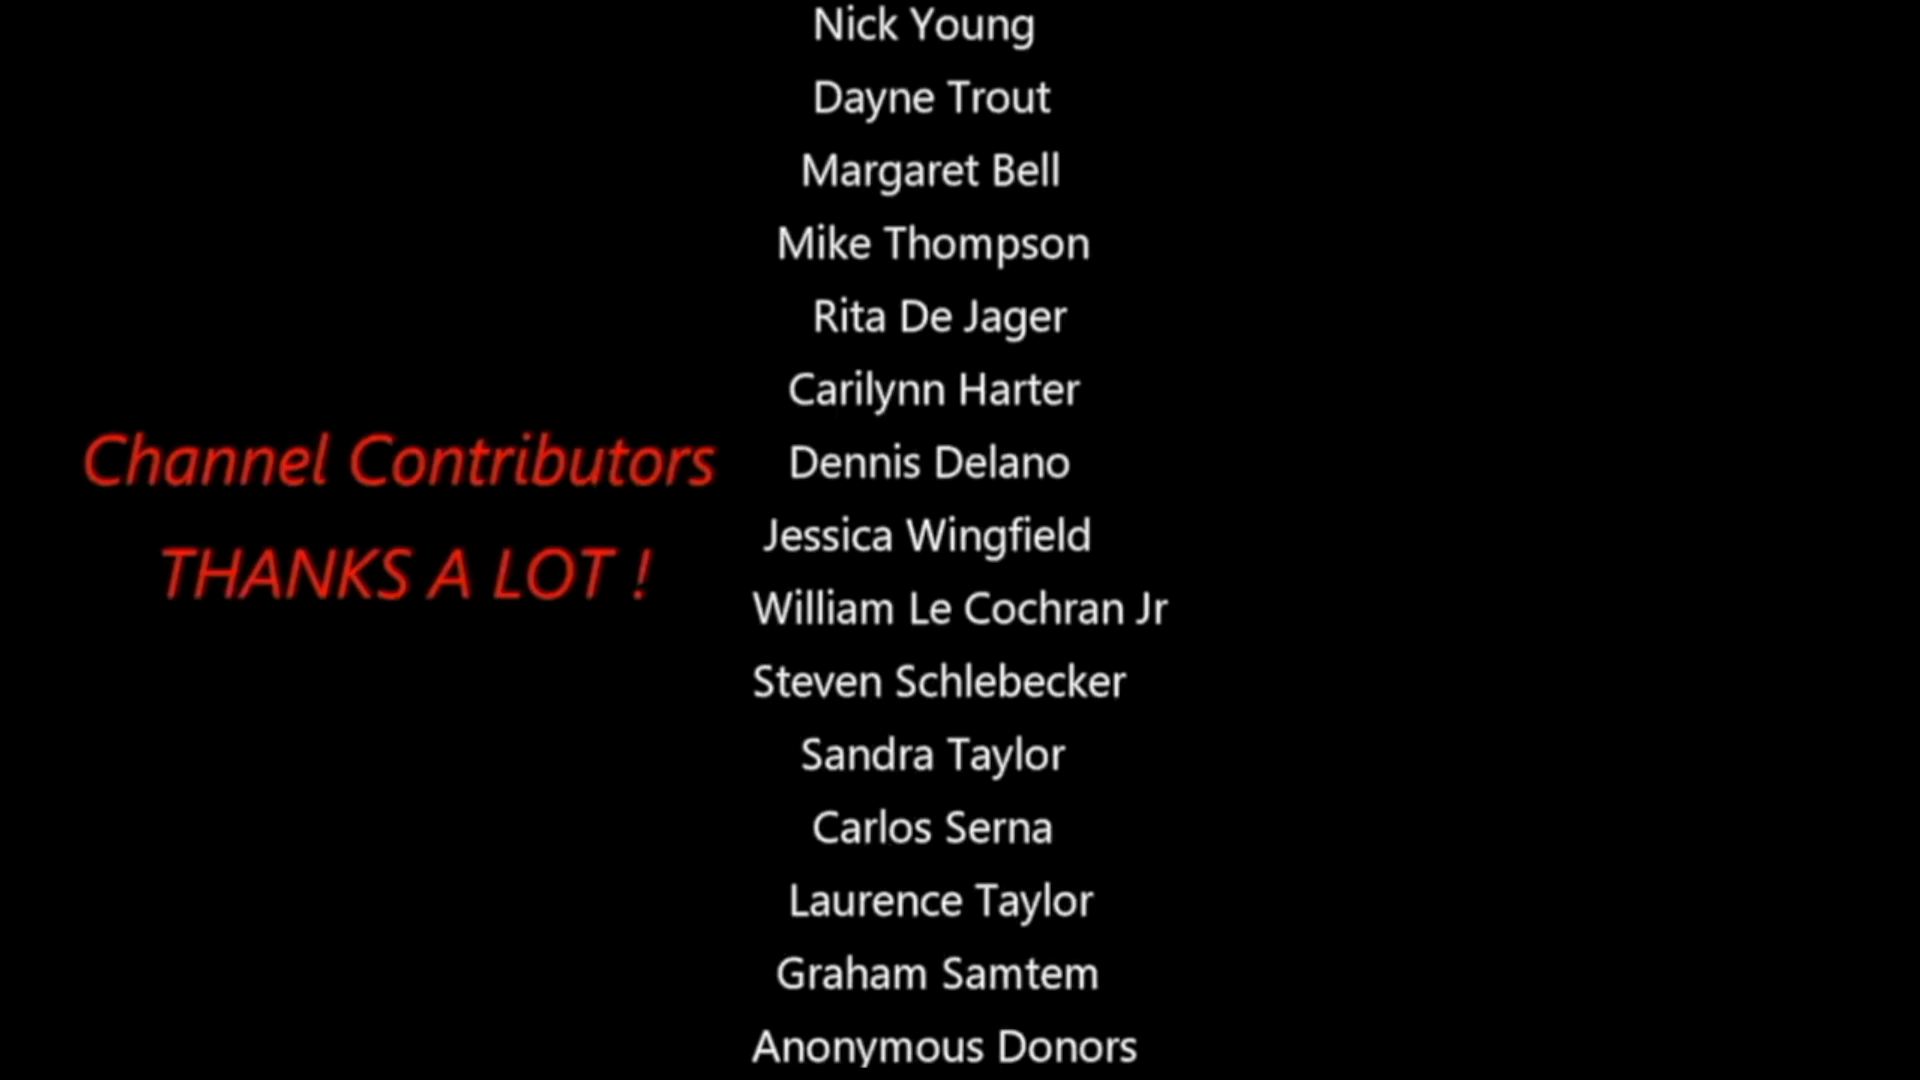 Channel Contributors
THANKS A LOT !
Nick Young
Dayne Trout
Margaret Bell
Mike Thompson
Rita De Jager
Carilynn Harter
Dennis Delano
Jessica Wingfield
William Le Cochran Jr
Steven Schlebecker
Sandra Taylor
Carlos Serna
Laurence Taylor
Graham Samtem
Anonymous Donors